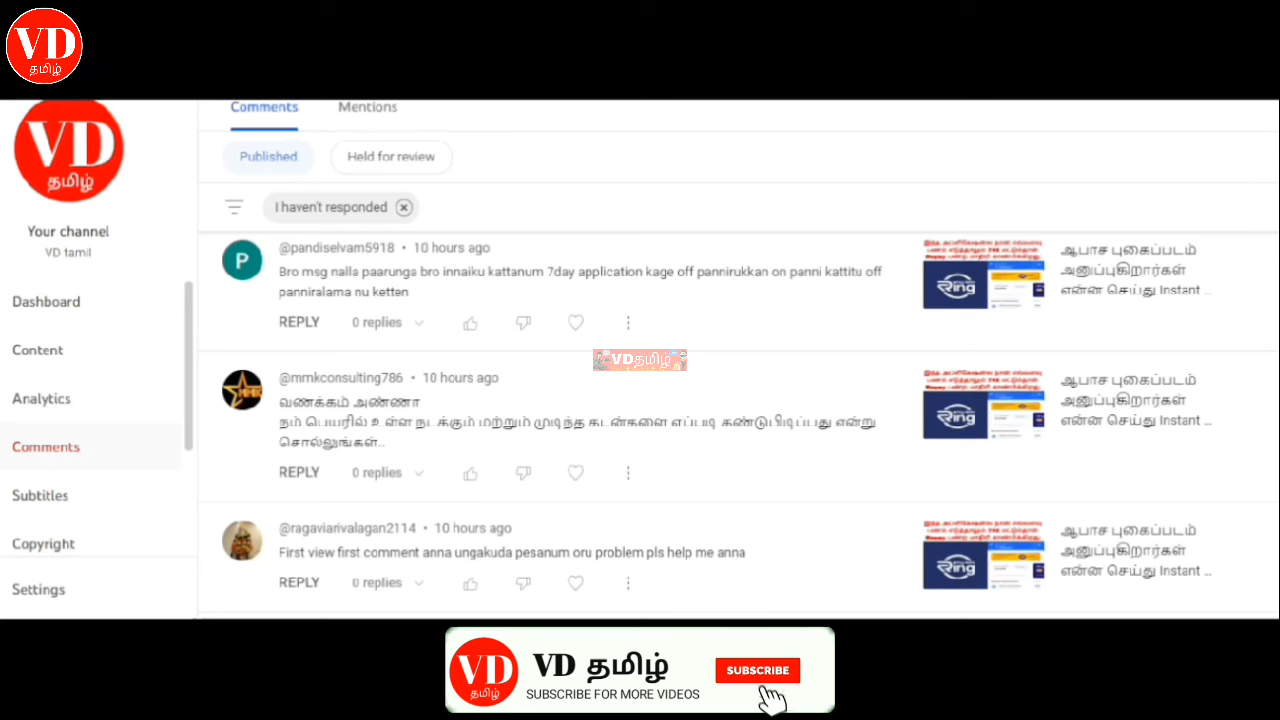 VD
தமிழ்
VD
தமிழ்
Your channel
VD tamil
Dashboard
Content
Analytics
Comments
Subtitles
Copyright
Settings
Comments
Mentions
Published
Held for review
I haven't responded
@pandiselvam5918 • 10 hours ago
Bro msg nalla paarunga bro innaiku kattanum 7day application kage off pannirukkan on panni kattitu off
panniralama nu ketten
REPLY
0 replies
Ring
ஆபாச புகைப்படம்
அனுப்புகிறார்கள்
என்ன செய்து Instant ...
VDதமிழ்
@mmkconsulting786 • 10 hours ago
வணக்கம் அண்ணா
நம் பெயரில் உள்ள நடக்கும் மற்றும் முடிந்த கடன்களை எப்படி கண்டுபிடிப்பது என்று
சொல்லுங்கள்..
REPLY
0 replies
Ring
ஆபாச புகைப்படம்
அனுப்புகிறார்கள்
என்ன செய்து Instant ...
@ragaviarivalagan2114 • 10 hours ago
First view first comment anna ungakuda pesanum oru problem pls help me anna
REPLY
0 replies
Ring
ஆபாச புகைப்படம்
அனுப்புகிறார்கள்
என்ன செய்து Instant ...
VD
தமிழ்
VD தமிழ்
SUBSCRIBE FOR MORE VIDEOS
SUBSCRIBE